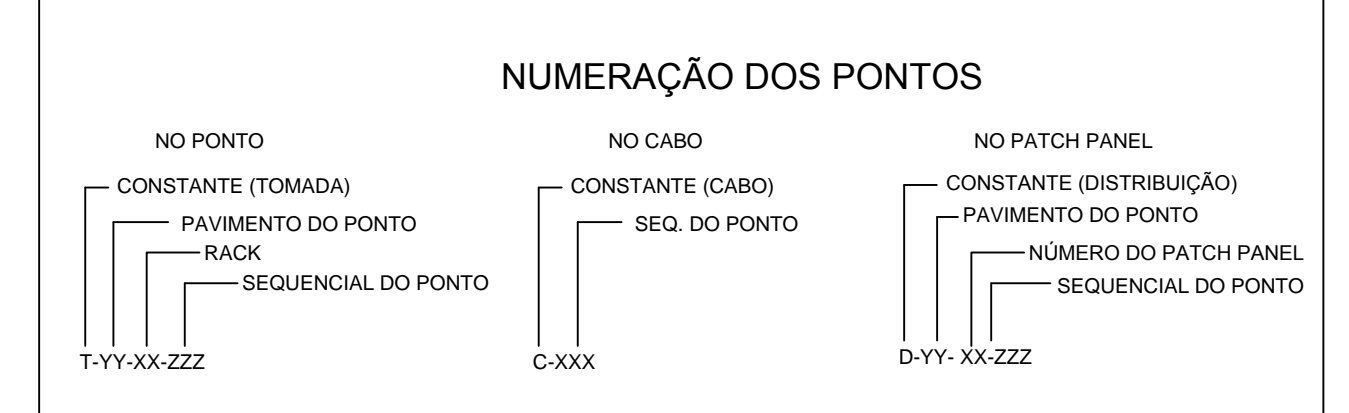 NUMERAÇÃO DOS PONTOS
NO PONTO
CONSTANTE (TOMADA)
PAVIMENTO DO PONTO
RACK
SEQUENCIAL DO PONTO
T-YY-XX-ZZZ
NO CABO
CONSTANTE (CABO)
SEQ. DO PONTO
C-XXX
NO PATCH PANEL
CONSTANTE (DISTRIBUIÇÃO)
PAVIMENTO DO PONTO
NÚMERO DO PATCH PANEL
SEQUENCIAL DO PONTO
D-YY- XX-ZZZ